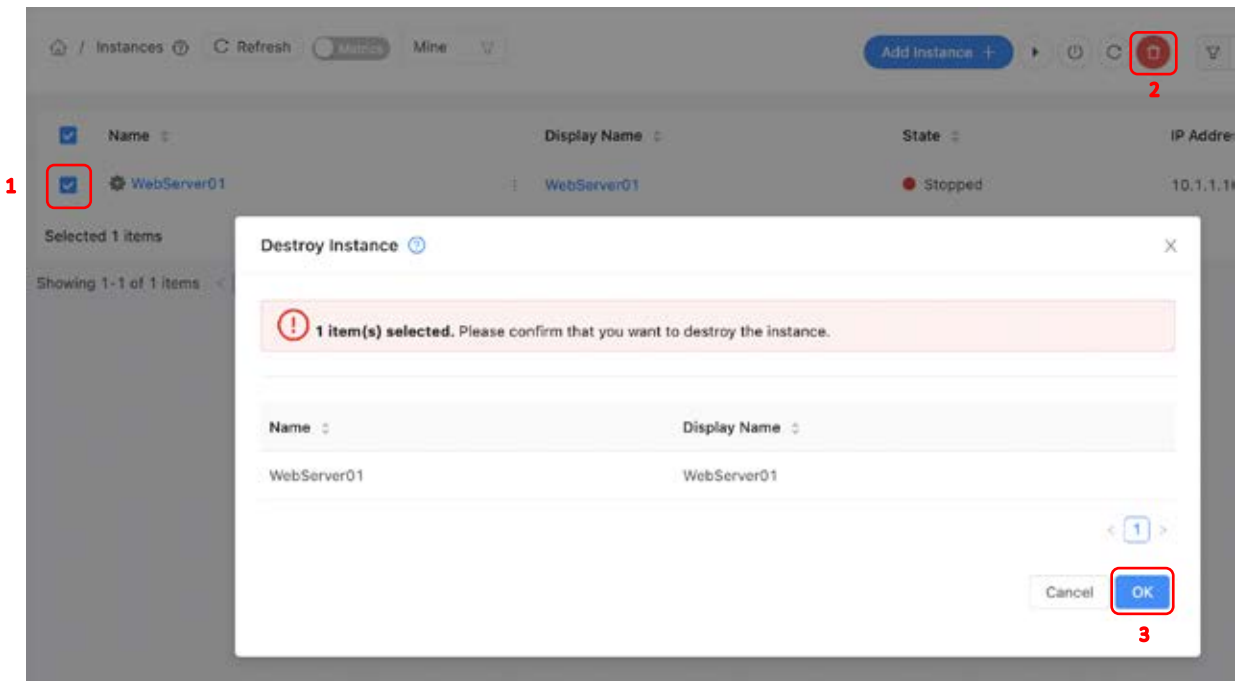 / Instances Refresh Metrics Mine Add Instance +
2
Name Display Name State IP Addre
1 WebServer01 WebServer01 Stopped 10.1.1.1
Selected 1 items
Destroy Instance
Showing 1-1 of 1 items <
1 item(s) selected. Please confirm that you want to destroy the instance.
Name Display Name
WebServer01 WebServer01
< 1 >
Cancel OK
3